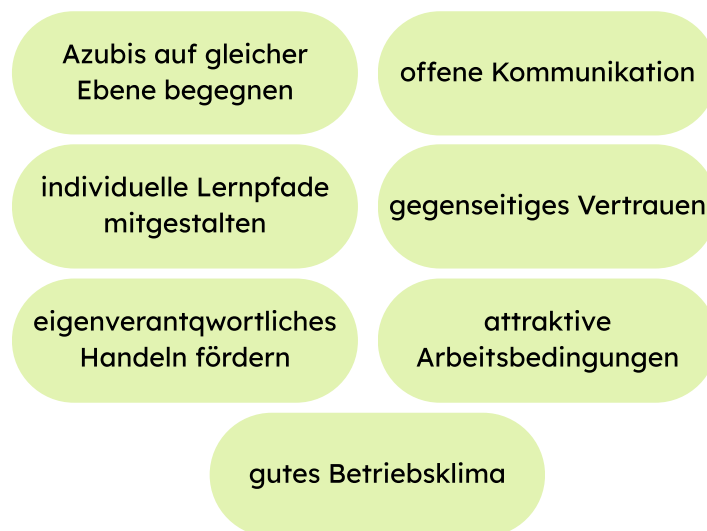 Azubis auf gleicher
Ebene begegnen
offene Kommunikation
individuelle Lernpfade
mitgestalten
gegenseitiges Vertrauen
eigenverantqwortliches
Handeln fördern
attraktive
Arbeitsbedingungen
gutes Betriebsklima